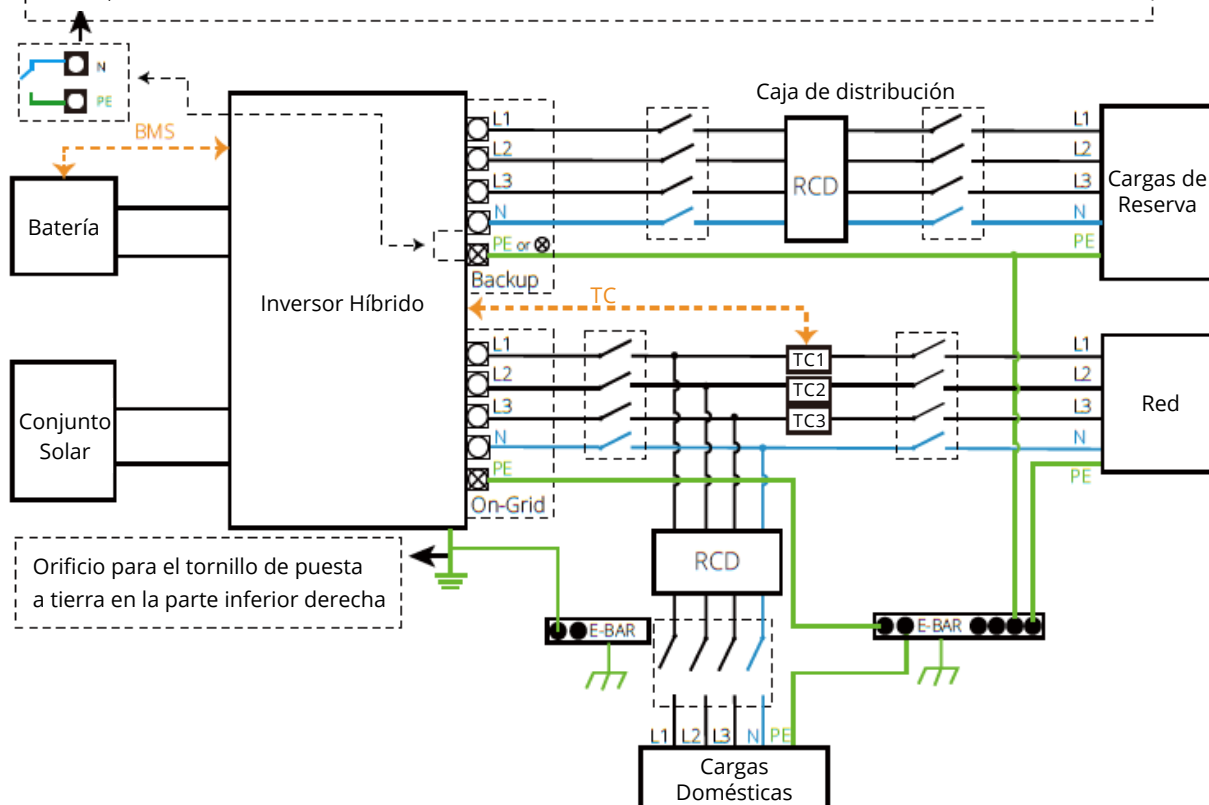 N
PE
BMS
Batería
Conjunto
Solar
Inversor Híbrido
L1
L2
L3
N
PE or ⊗
Backup
TC
L1
L2
L3
N
PE
On-Grid
Caja de distribución
RCD
L1
L2
L3
N
PE
Cargas de
Reserva
TC1
TC2
TC3
L1
L2
L3
N
PE
Red
Orificio para el tornillo de puesta
a tierra en la parte inferior derecha
RCD
E-BAR
E-BAR
L1 L2 L3 N PE
Cargas
Domésticas